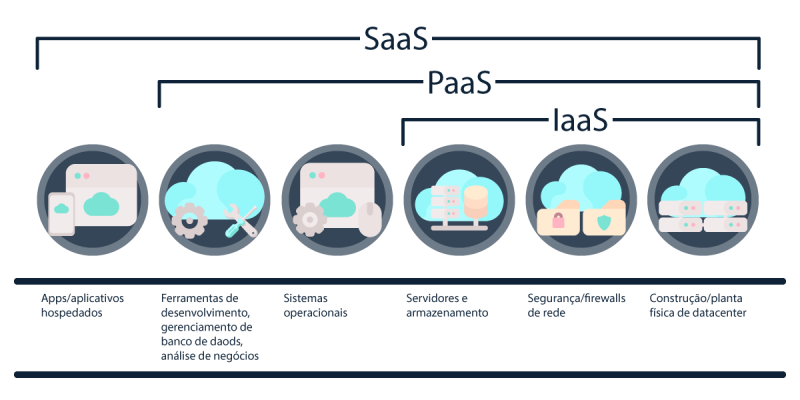 SaaS
PaaS
IaaS
Apps/aplicativos
hospedados
Ferramentas de
desenvolvimento,
gerenciamento de
banco de daods,
análise de negócios
Sistemas
operacionais
Servidores e
armazenamento
Segurança/firewalls
de rede
Construção/planta
física de datacenter